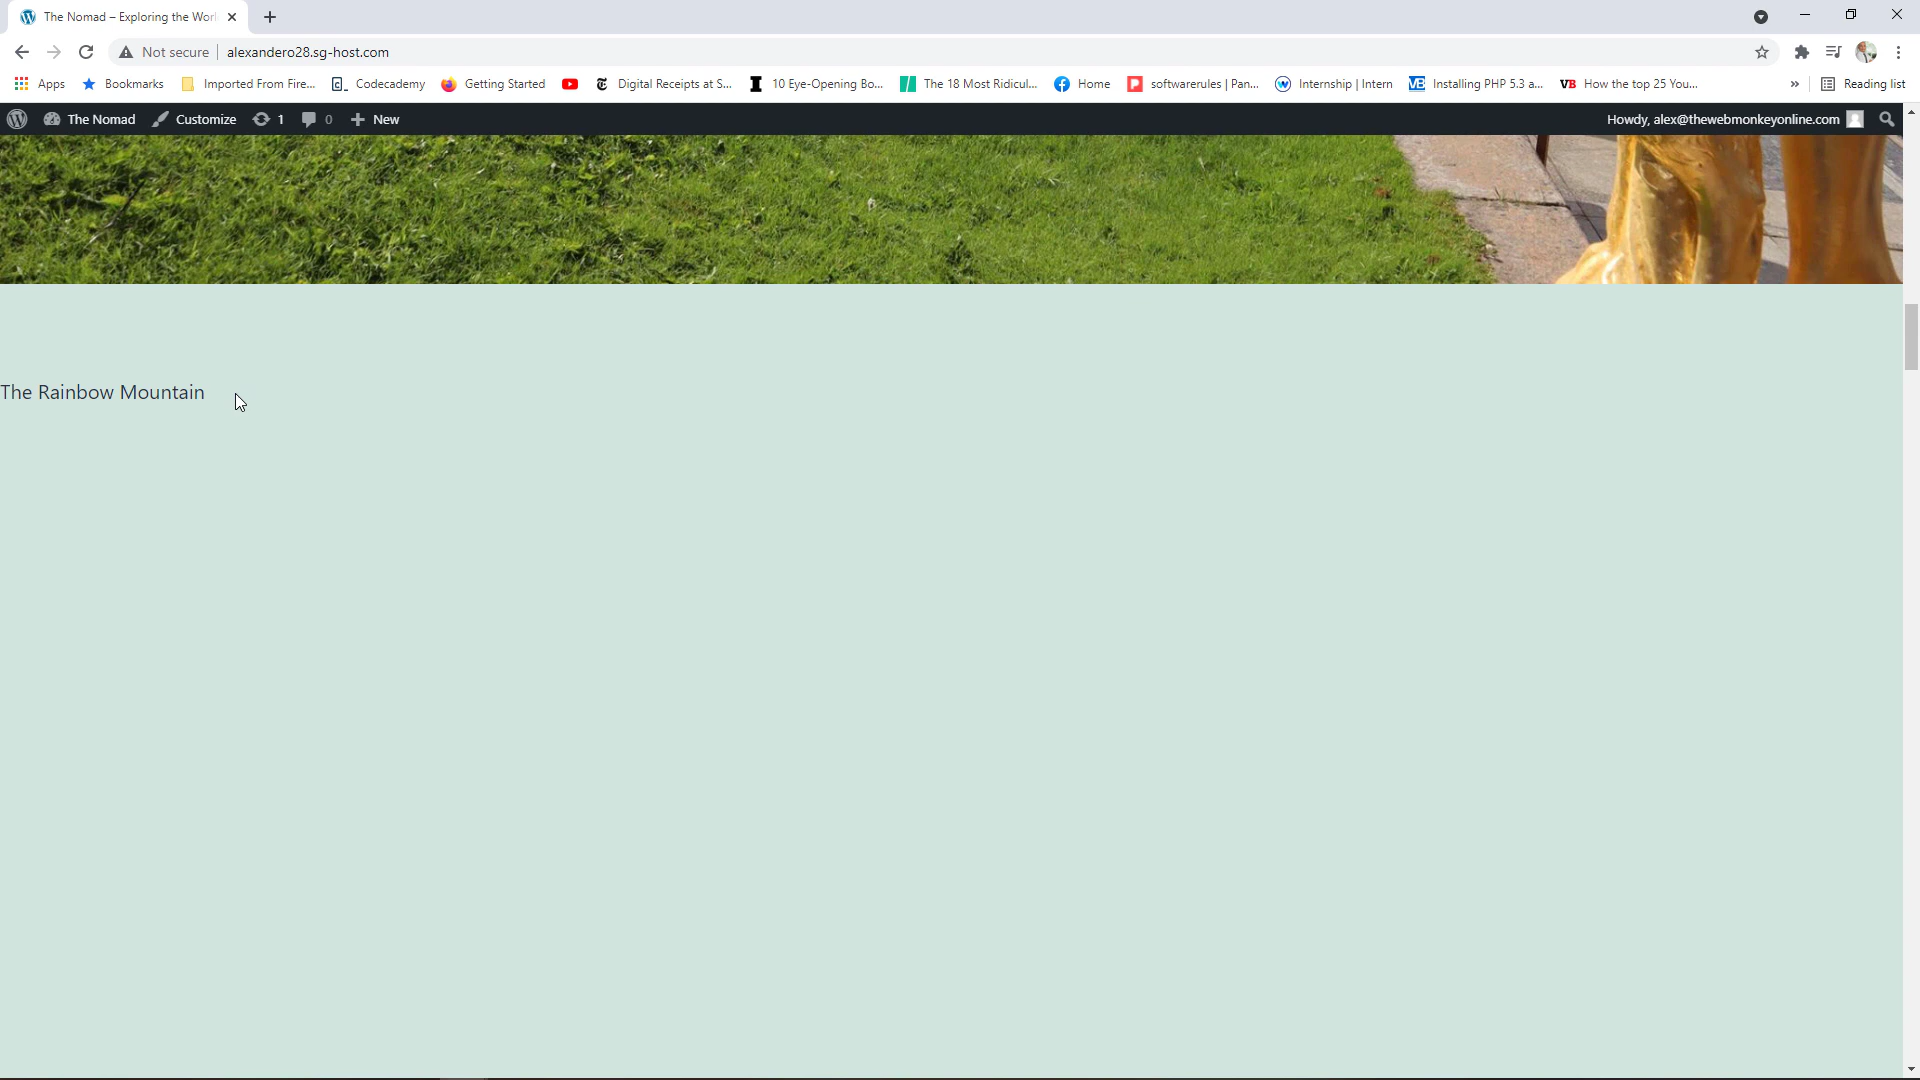 The Nomad – Exploring the Worl
Not secure
alexandero28.sg-host.com
Apps
Bookmarks
Imported From Fire...
Codecademy
Getting Started
Digital Receipts at S...
10 Eye-Opening Bo...
The 18 Most Ridicul...
Home
softwarerules | Pan...
Internship | Intern
Installing PHP 5.3 a...
How the top 25 You...
»
Reading list
The Nomad
Customize
1
0
New
Howdy, alex@thewebmonkeyonline.com
The Rainbow Mountain